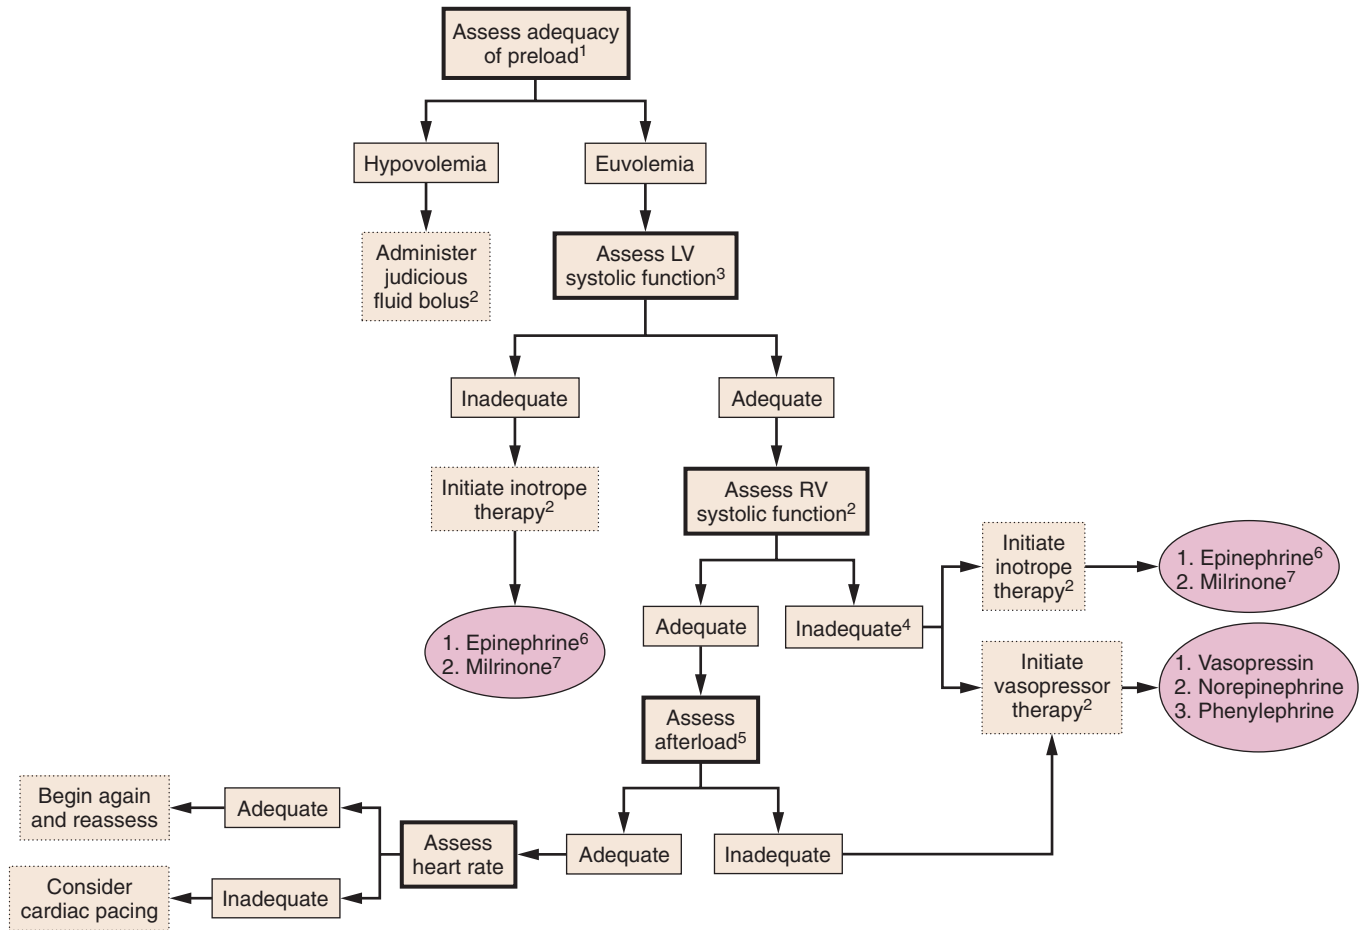 Assess adequacy
of preload1
Hypovolemia
Euvolemia
Administer
judicious
fluid bolus2
Assess LV
systolic function3
Inadequate
Adequate
Initiate inotrope
therapy2
Assess RV
systolic function2
1. Epinephrine6
2. Milrinone7
Adequate
Inadequate4
Initiate
inotrope
therapy2
1. Epinephrine6
2. Milrinone7
Initiate
vasopressor
therapy2
1. Vasopressin
2. Norepinephrine
3. Phenylephrine
Assess
afterload5
Adequate
Inadequate
Assess
heart rate
Adequate
Begin again
and reassess
Inadequate
Consider
cardiac pacing